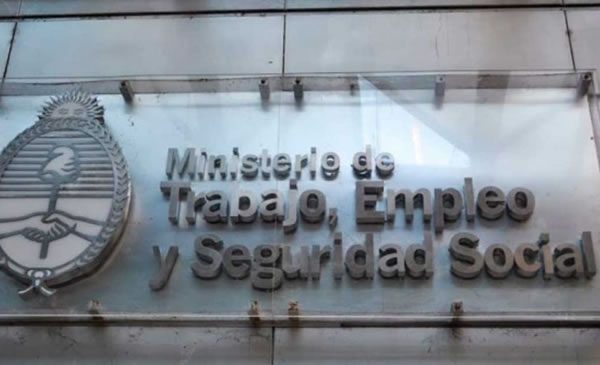 Ministerio de
Trabajo, Empleo
y Seguridad Social